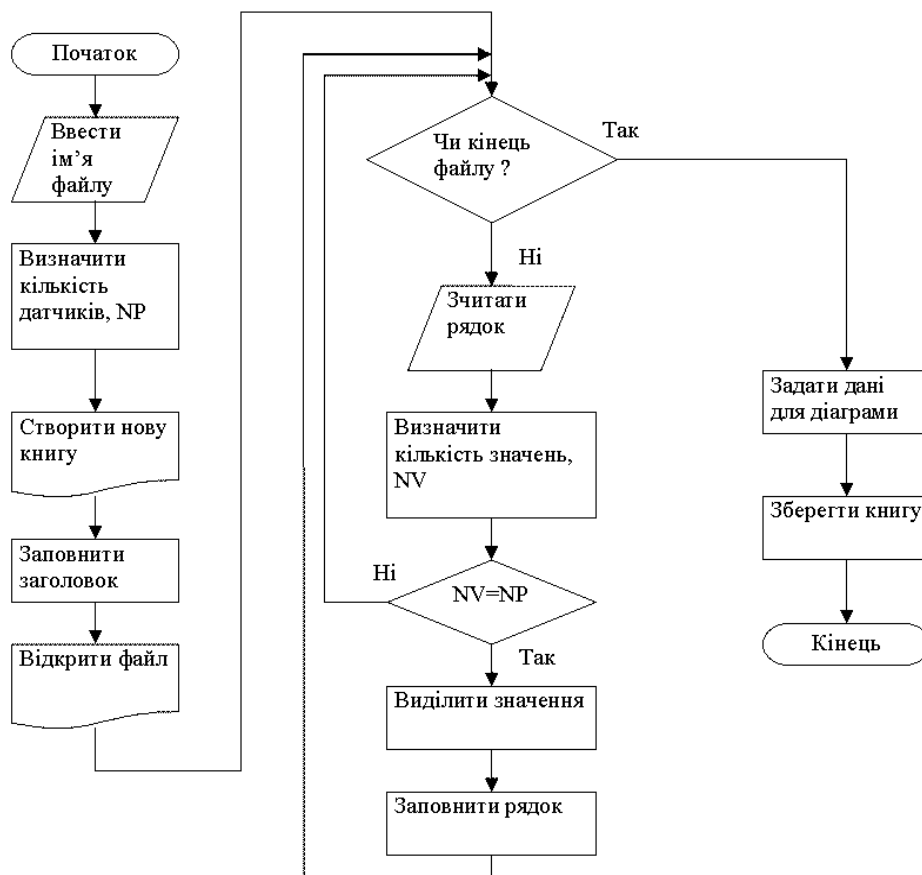 Початок
Ввести
ім’я
файлу
Визначити
кількість
датчиків, NP
Створити нову
книгу
Заповнити
заголовок
Відкрити файл
Чи кінець
файлу ?
Так
Ні
Зчитати
рядок
Визначити
кількість значень,
NV
NV=NP
Ні
Так
Виділити значення
Заповнити рядок
Задати дані
для діаграми
Зберегти книгу
Кінець